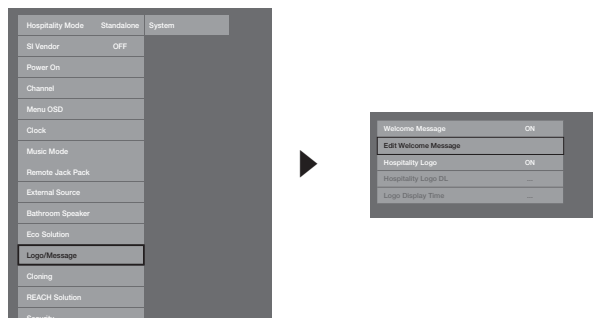 Hospitality Mode Standalone System
SI Vendor OFF
Power On
Channel
Menu OSD
Clock
Music Mode
Remote Jack Pack
External Source
Bathroom Speaker
Eco Solution
Logo/Message
Cloning
REACH Solution
Security
Welcome Message ON
Edit Welcome Message
Hospitality Logo ON
Hospitality Logo DL ...
Logo Display Time ...